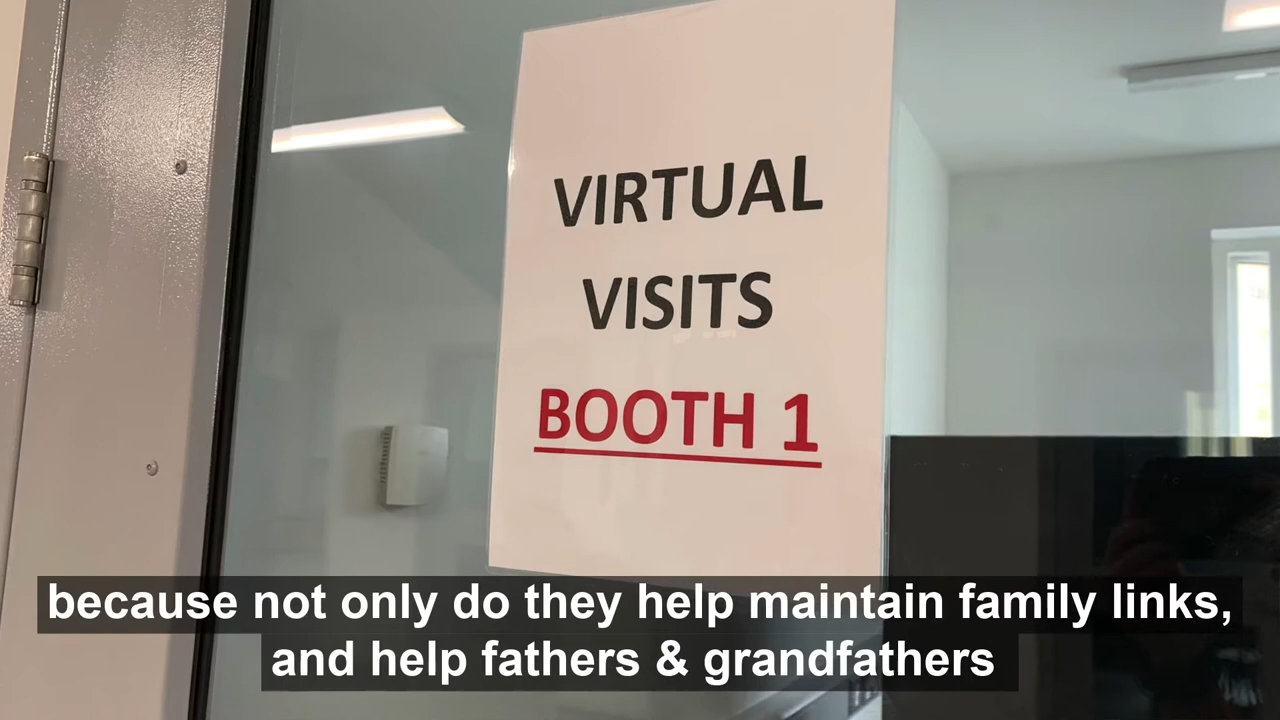 VIRTUAL
VISITS
BOOTH 1
because not only do they help maintain family links,
and help fathers & grandfathers